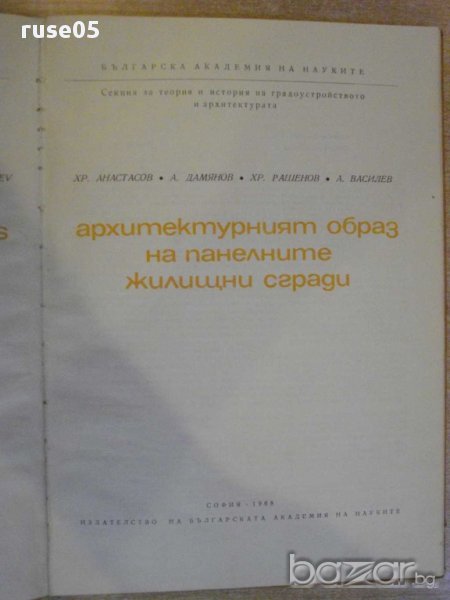 ruse05
БЪЛГАРСКА АКАДЕМИЯ НА НАУКИТЕ
Секция за теория и история на градоустройството
и архитектурата
EV
S
ХР. АНАСТАСОВ • А. ДАМЯНОВ • ХР. РАШЕНОВ • А. ВАСИЛЕВ
архитектурният образ
на панелните
жилищни сгради
СОФИЯ - 1968
ИЗДАТЕЛСТВО НА БЪЛГАРСКАТА АКАДЕМИЯ НА НАУКИТЕ
bazar.bg